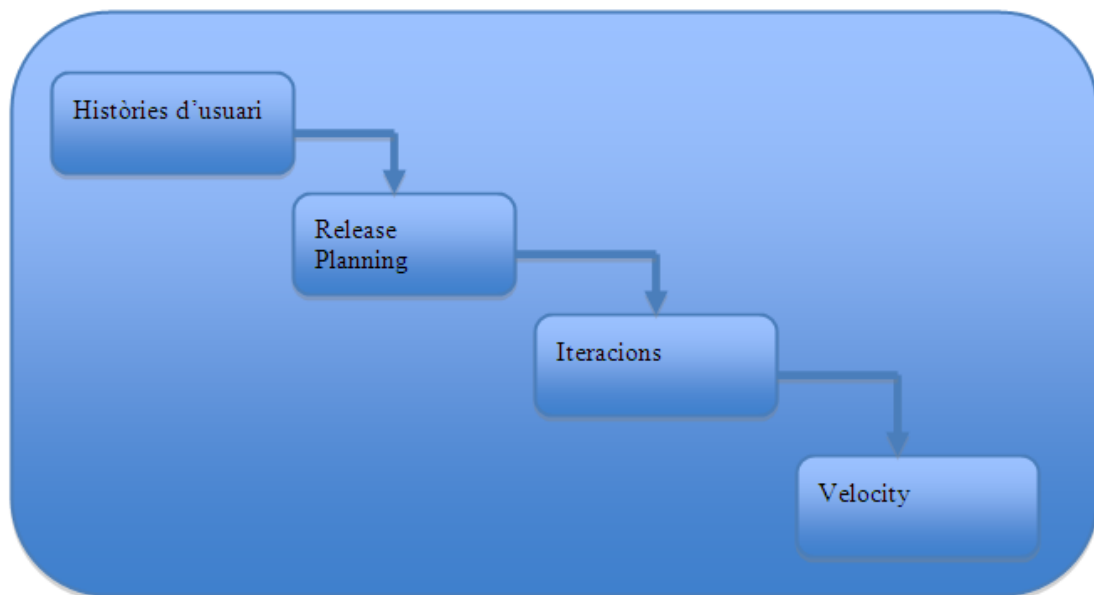 Històries d’usuari
Release
Planning
Iteracions
Velocity